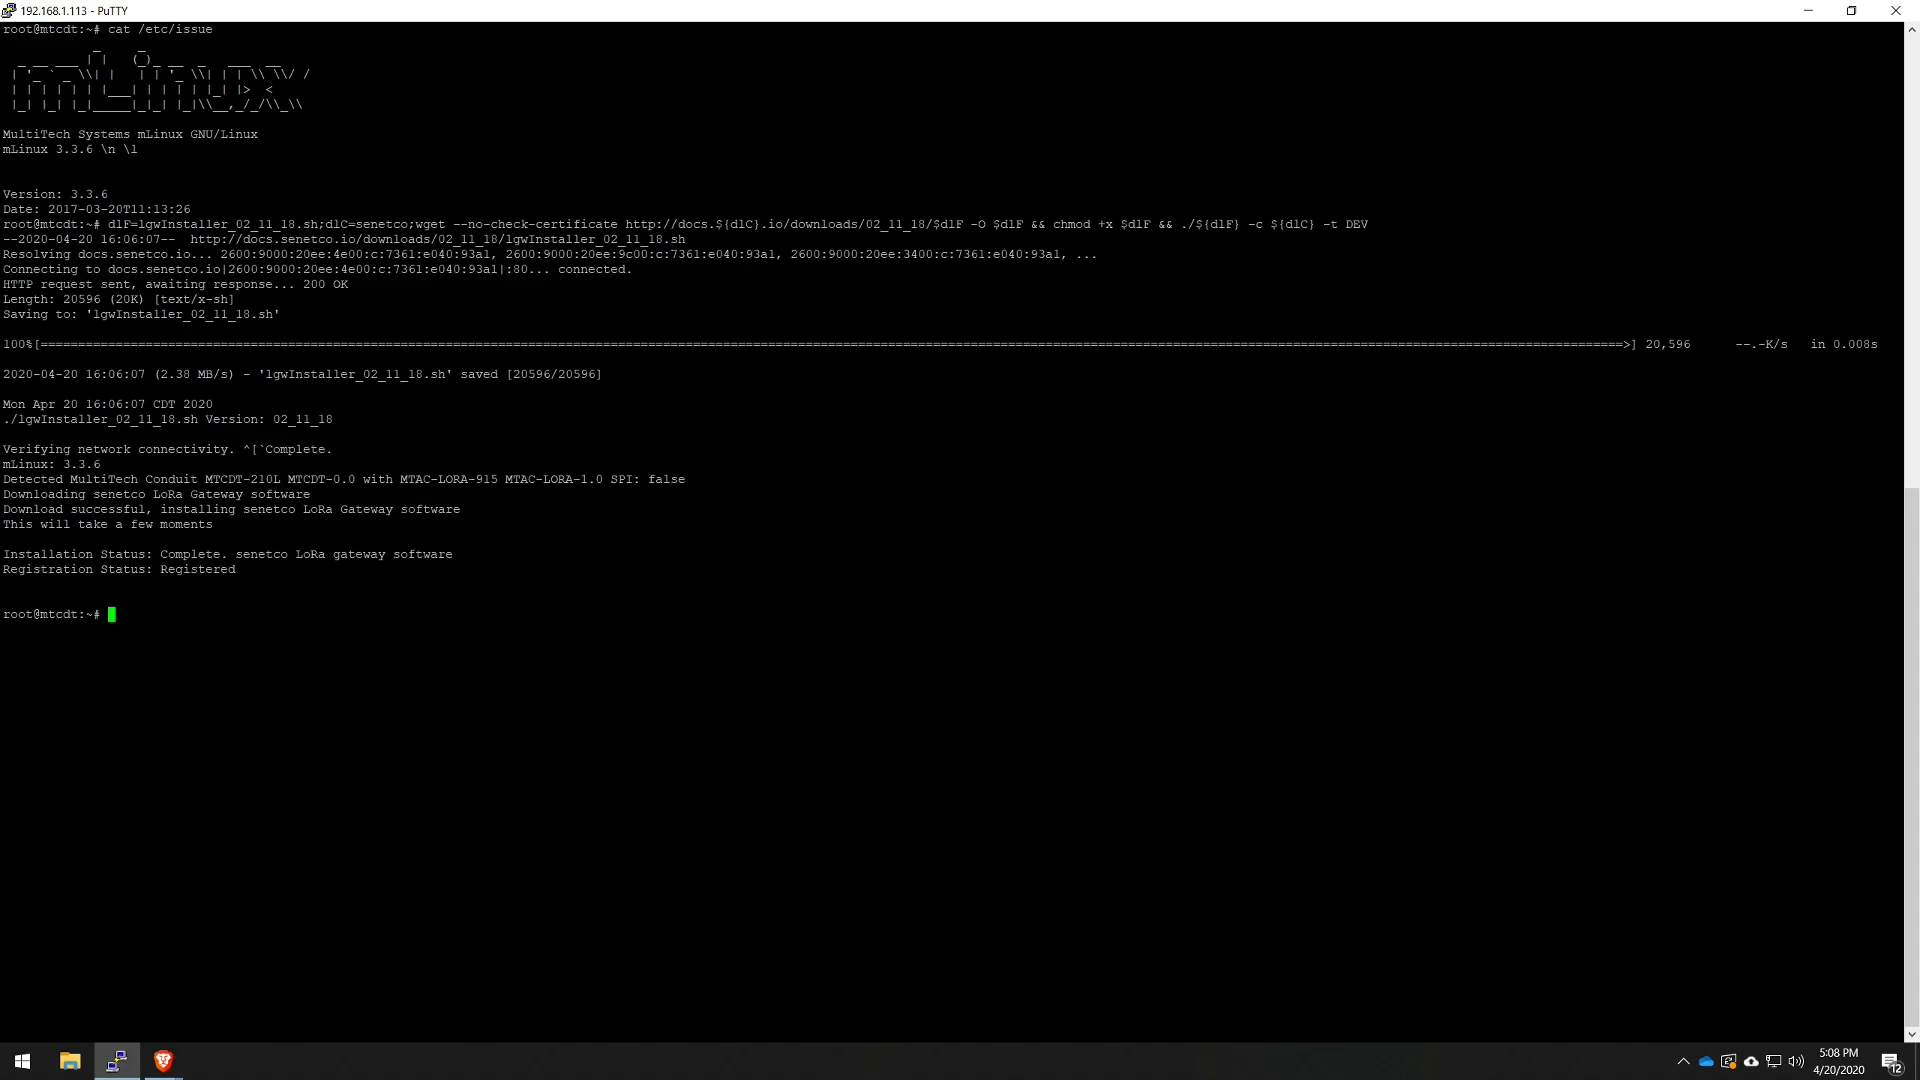 192.168.1.113 - PuTTY
root@mtcdt:~# cat /etc/issue
            _     _
  _ __ ___ | |   (_)_ __  _   ___  __
 | '_ ` _ \\| |   | | '_ \\| | | \\ \\/ /
 | | | | | | |___| | | | | |_| |>  <
 |_| |_| |_|_____|_|_| |_|\\__,_/_/\\_\\
MultiTech Systems mLinux GNU/Linux
mLinux 3.3.6 \n \l
Version: 3.3.6
Date: 2017-03-20T11:13:26
root@mtcdt:~# dlF=lgwInstaller_02_11_18.sh;dlC=senetco;wget --no-check-certificate http://docs.${dlC}.io/downloads/02_11_18/$dlF -O $dlF && chmod +x $dlF && ./${dlF} -c ${dlC} -t DEV
--2020-04-20 16:06:07--  http://docs.senetco.io/downloads/02_11_18/lgwInstaller_02_11_18.sh
Resolving docs.senetco.io... 2600:9000:20ee:4e00:c:7361:e040:93a1, 2600:9000:20ee:9c00:c:7361:e040:93a1, 2600:9000:20ee:3400:c:7361:e040:93a1, ...
Connecting to docs.senetco.io|2600:9000:20ee:4e00:c:7361:e040:93a1|:80... connected.
HTTP request sent, awaiting response... 200 OK
Length: 20596 (20K) [text/x-sh]
Saving to: 'lgwInstaller_02_11_18.sh'
100%[=====================================================================>] 20,596      --.-K/s   in 0.008s
2020-04-20 16:06:07 (2.38 MB/s) - 'lgwInstaller_02_11_18.sh' saved [20596/20596]
Mon Apr 20 16:06:07 CDT 2020
./lgwInstaller_02_11_18.sh Version: 02_11_18
Verifying network connectivity. ^[`Complete.
mLinux: 3.3.6
Detected MultiTech Conduit MTCDT-210L MTCDT-0.0 with MTAC-LORA-915 MTAC-LORA-1.0 SPI: false
Downloading senetco LoRa Gateway software
Download successful, installing senetco LoRa Gateway software
This will take a few moments
Installation Status: Complete. senetco LoRa gateway software
Registration Status: Registered
root@mtcdt:~#
5:08 PM
4/20/2020
12